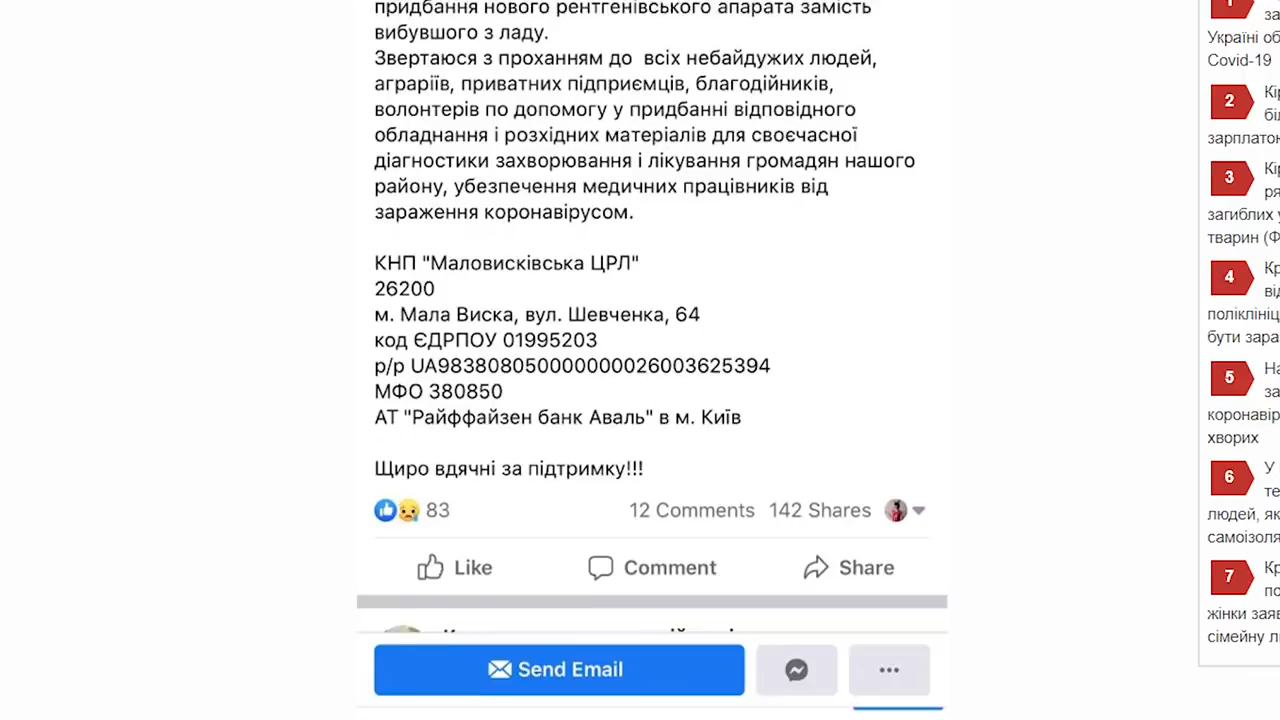 придбання нового рентгенівського апарата замість
вибувшого з ладу.
Звертаюся з проханням до всіх небайдужих людей,
аграріїв, приватних підприємців, благодійників,
волонтерів по допомогу у придбанні відповідного
обладнання і розхідних матеріалів для своєчасної
діагностики захворювання і лікування громадян нашого
району, убезпечення медичних працівників від
зараження коронавірусом.
КНП "Маловисківська ЦРЛ"
26200
м. Мала Виска, вул. Шевченка, 64
код ЄДРПОУ 01995203
р/р UA983808050000000026003625394
МФО 380850
АТ "Райффайзен банк Аваль" в м. Київ
Щиро вдячні за підтримку!!!
83
12 Comments 142 Shares
Like Comment Share
Send Email
1
Україні
Covid-19
2
3
загиблих
тварин
4
бути
5
хворих
6
У
людей,
7
жінки
сімейну